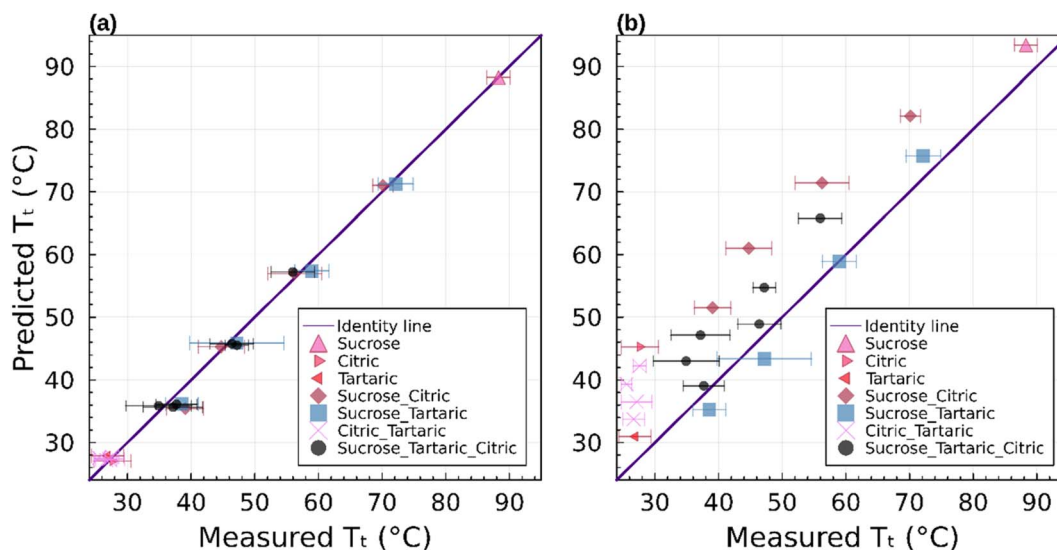 (a)
(b)
Predicted Tₜ (°C)
90
80
70
60
50
40
30
Identity line
Sucrose
Citric
Tartaric
Sucrose_Citric
Sucrose_Tartaric
Citric_Tartaric
Sucrose_Tartaric_Citric
30 40 50 60 70 80 90
Measured Tₜ (°C)
90
80
70
60
50
40
30
Identity line
Sucrose
Citric
Tartaric
Sucrose_Citric
Sucrose_Tartaric
Citric_Tartaric
Sucrose_Tartaric_Citric
30 40 50 60 70 80 90
Measured Tₜ (°C)